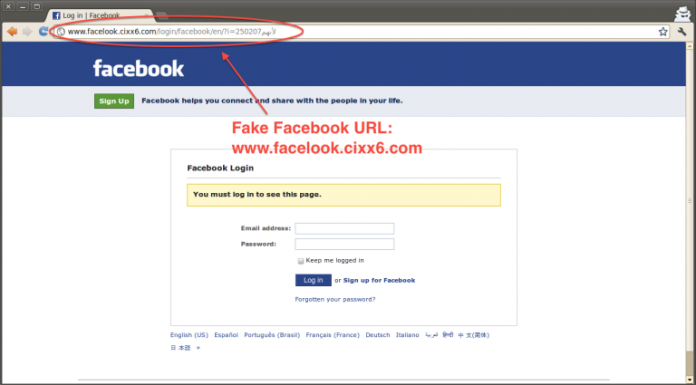 Log in | Facebook
www.facelook.cixx6.com/login/facebook/en/?i=250207
facebook
Sign Up Facebook helps you connect and share with the people in your life.
Fake Facebook URL:
www.facelook.cixx6.com
Facebook Login
You must log in to see this page.
Email address:
Password:
Keep me logged in
Log in or Sign up for Facebook
Forgotten your password?
English (US) Español Português (Brasil) Français (France) Deutsch Italiano العربية हिन्दी 中文(简体)
日本語 »